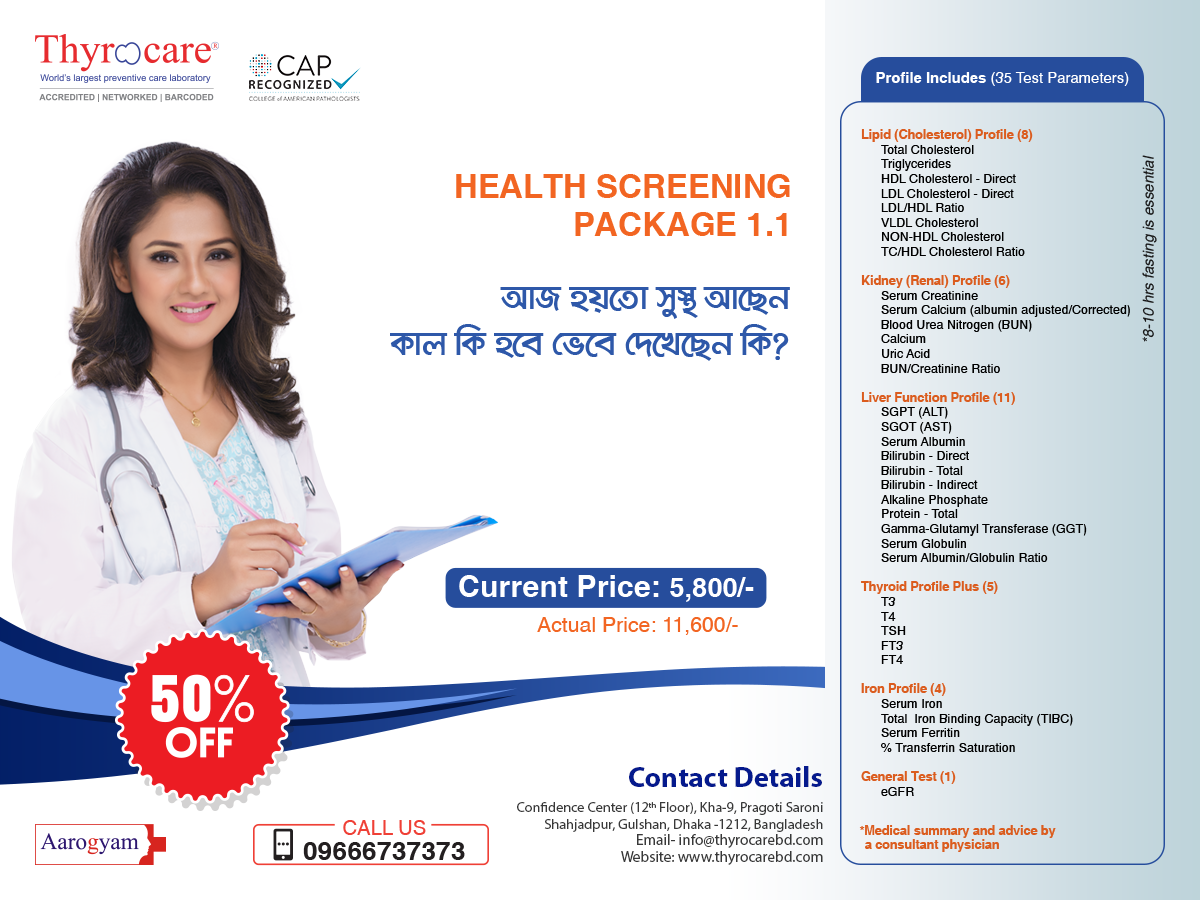 Thyrocare®
World's largest preventive care laboratory
ACCREDITED | NETWORKED | BARCODED
CAP
RECOGNIZED
COLLEGE of AMERICAN PATHOLOGISTS
HEALTH SCREENING
PACKAGE 1.1
আজ হয়তো সুস্থ আছেন
কাল কি হবে ভেবে দেখেছেন কি?
Current Price: 5,800/-
Actual Price: 11,600/-
50%
OFF
Aarogyam
CALL US
09666737373
Contact Details
Confidence Center (12th Floor), Kha-9, Pragoti Saroni
Shahjadpur, Gulshan, Dhaka -1212, Bangladesh
Email- info@thyrocarebd.com
Website: www.thyrocarebd.com
Profile Includes (35 Test Parameters)
Lipid (Cholesterol) Profile (8)
Total Cholesterol
Triglycerides
HDL Cholesterol - Direct
LDL Cholesterol - Direct
LDL/HDL Ratio
VLDL Cholesterol
NON-HDL Cholesterol
TC/HDL Cholesterol Ratio
Kidney (Renal) Profile (6)
Serum Creatinine
Serum Calcium (albumin adjusted/Corrected)
Blood Urea Nitrogen (BUN)
Calcium
Uric Acid
BUN/Creatinine Ratio
Liver Function Profile (11)
SGPT (ALT)
SGOT (AST)
Serum Albumin
Bilirubin - Direct
Bilirubin - Total
Bilirubin - Indirect
Alkaline Phosphate
Protein - Total
Gamma-Glutamyl Transferase (GGT)
Serum Globulin
Serum Albumin/Globulin Ratio
Thyroid Profile Plus (5)
T3
T4
TSH
FT3
FT4
Iron Profile (4)
Serum Iron
Total Iron Binding Capacity (TIBC)
Serum Ferritin
% Transferrin Saturation
General Test (1)
eGFR
*Medical summary and advice by
a consultant physician
*8-10 hrs fasting is essential